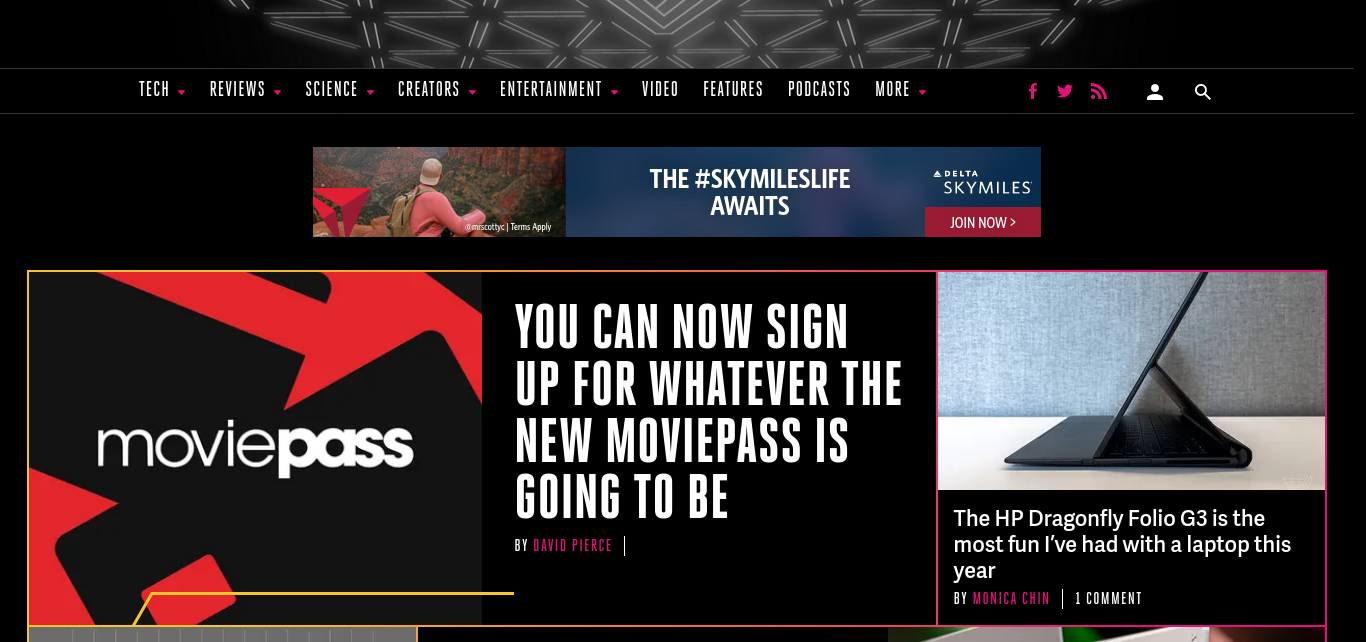 TECH REVIEWS SCIENCE CREATORS ENTERTAINMENT VIDEO FEATURES PODCASTS MORE
@mrscottyc | Terms Apply
THE #SKYMILESLIFE
AWAITS
DELTA
SKYMILES
JOIN NOW >
moviepass
YOU CAN NOW SIGN
UP FOR WHATEVER THE
NEW MOVIEPASS IS
GOING TO BE
BY DAVID PIERCE
The HP Dragonfly Folio G3 is the
most fun I've had with a laptop this
year
BY MONICA CHIN | 1 COMMENT